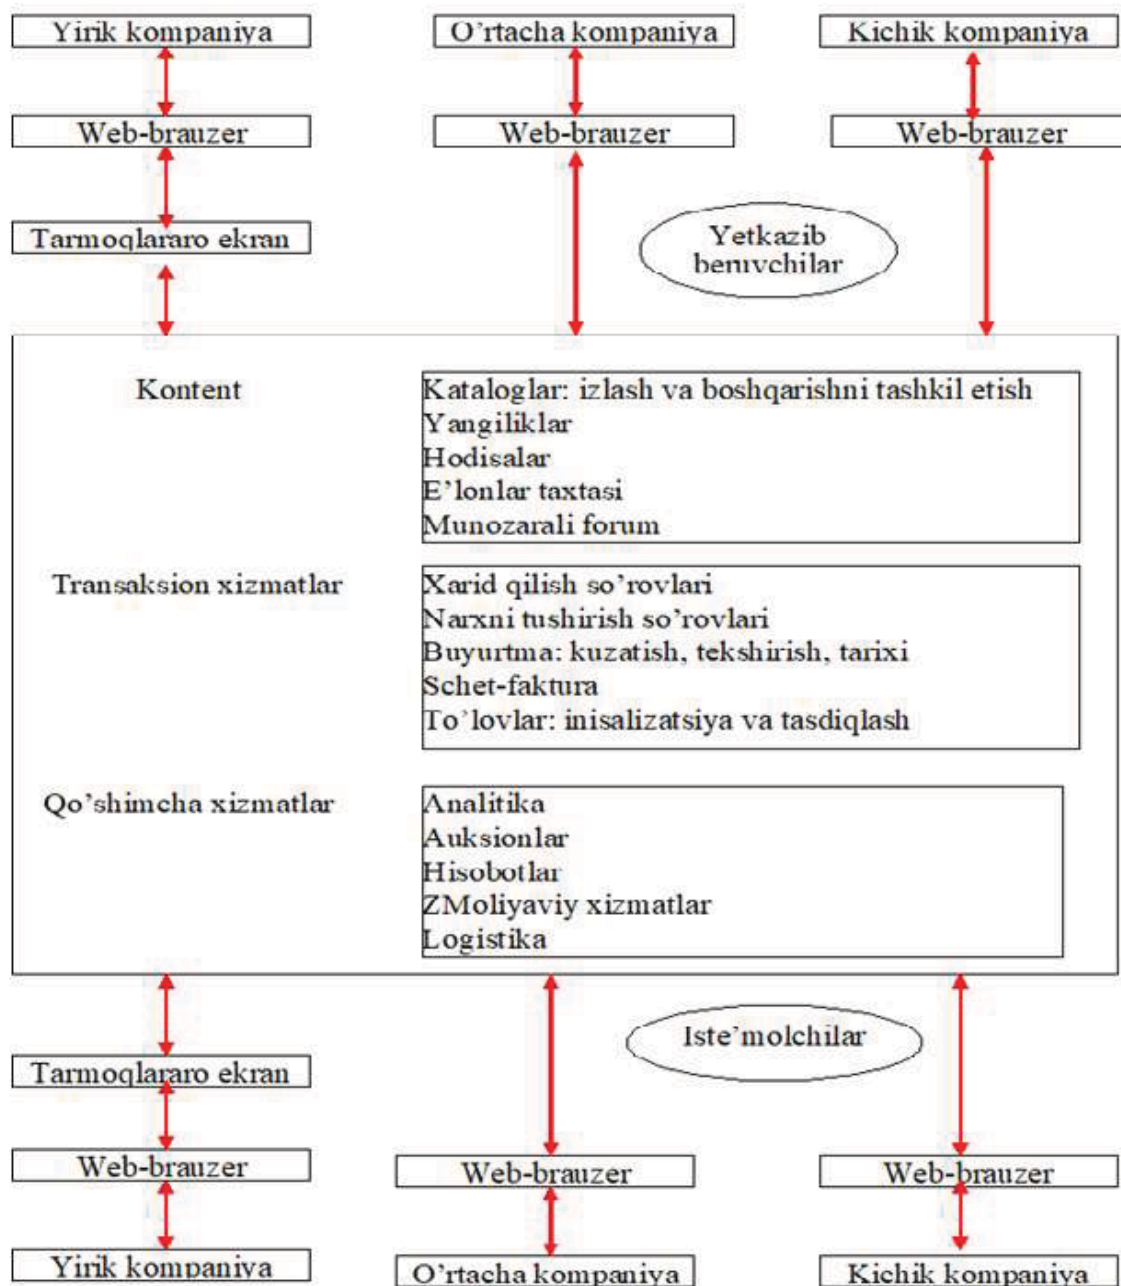 Yirik kompaniya
O’rtacha kompaniya
Kichik kompaniya
Web-brauzer
Web-brauzer
Web-brauzer
Tarmoqlararo ekran
Yetkazib
beruvchilar
Kontent
Kataloglar: izlash va boshqarishni tashkil etish
Yangiliklar
Hodisalar
E’lonlar taxtasi
Munozarali forum
Transaksion xizmatlar
Xarid qilish so’rovlari
Narxni tushirish so’rovlari
Buyurtma: kuzatish, tekshirish, tarixi
Schet-faktura
To’lovlar: inisalizatsiya va tasdiqlash
Qo’shimcha xizmatlar
Analitika
Auksionlar
Hisobotlar
ZMoliyaviy xizmatlar
Logistika
Iste’molchilar
Tarmoqlararo ekran
Web-brauzer
Web-brauzer
Web-brauzer
Yirik kompaniya
O’rtacha kompaniya
Kichik kompaniya